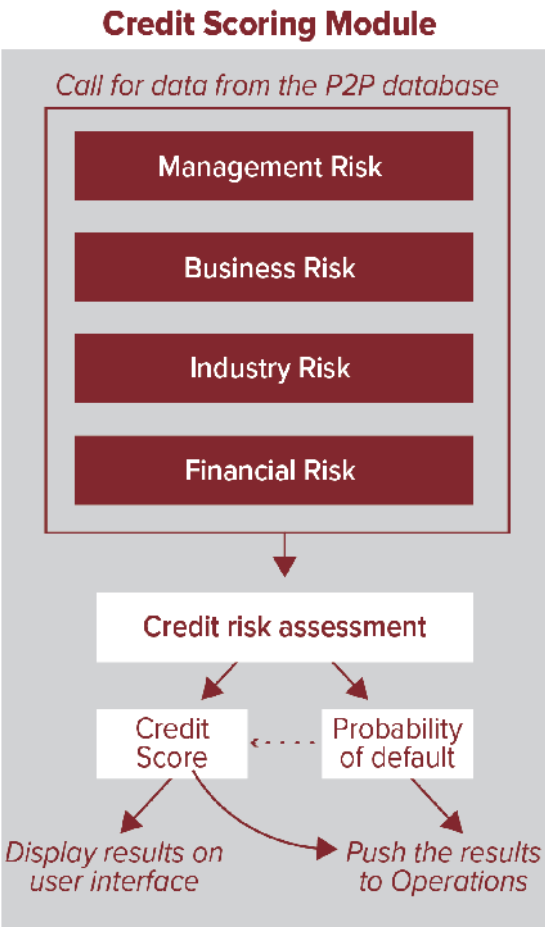 Credit Scoring Module
Call for data from the P2P database
Management Risk
Business Risk
Industry Risk
Financial Risk
Credit risk assessment
Credit
Score
Probability
of default
Display results on
user interface
Push the results
to Operations